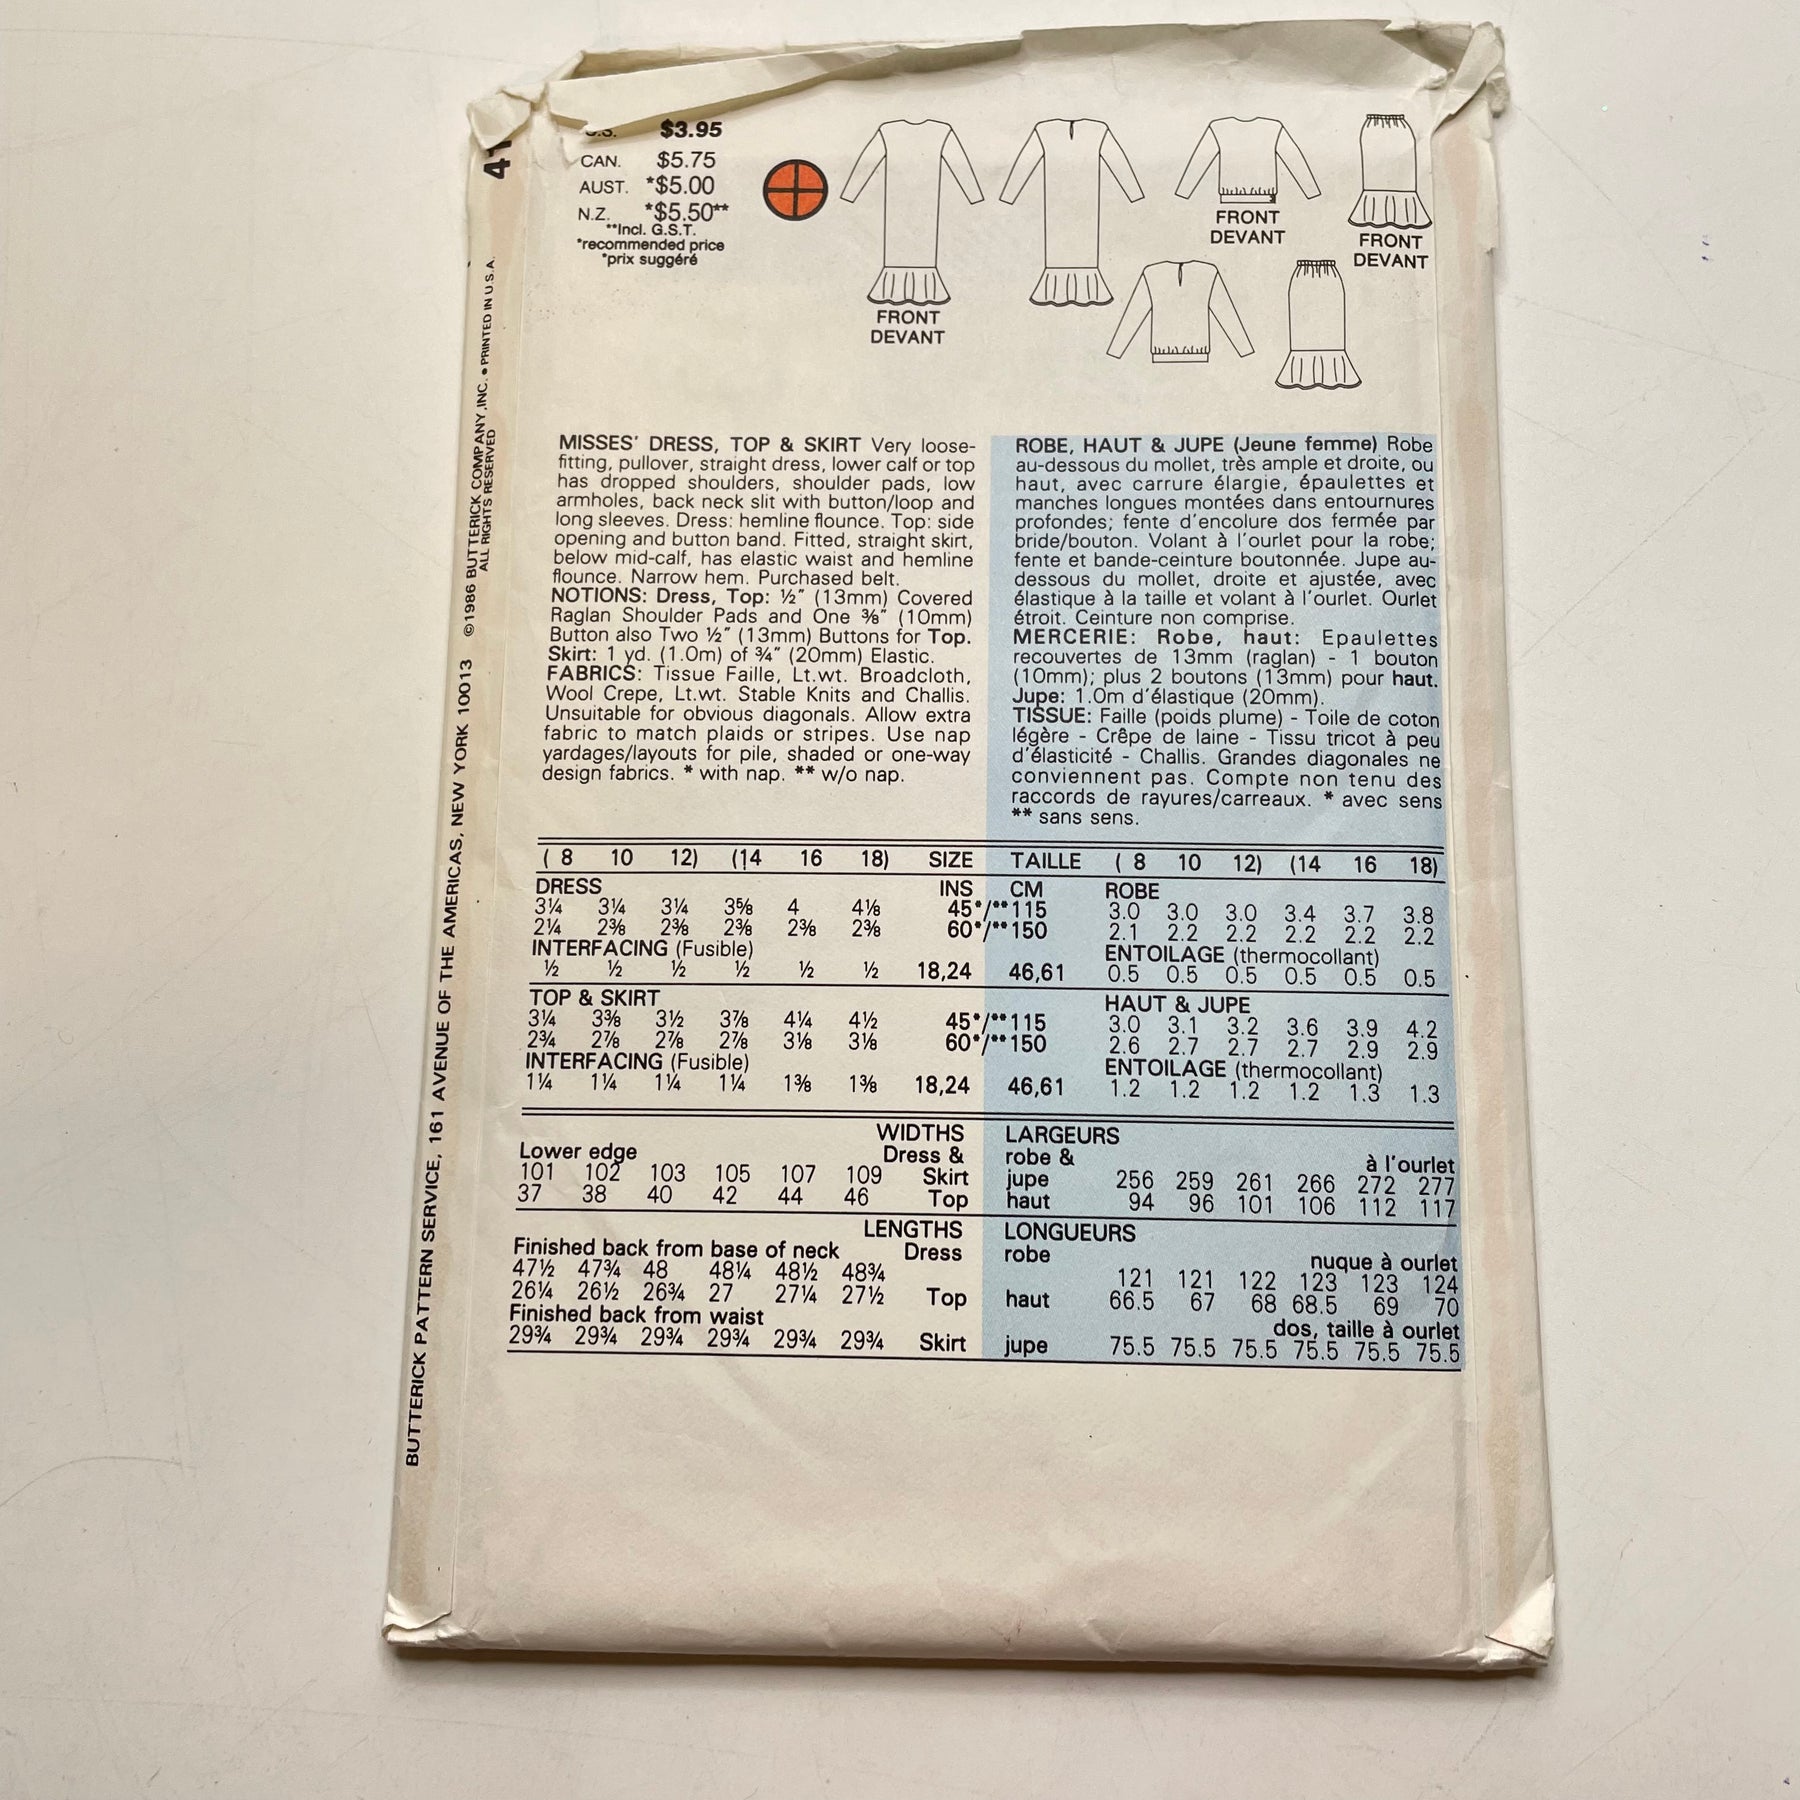 41
U.S. $3.95
CAN. $5.75
AUST. *$5.00
N.Z. *$5.50**
**Incl. G.S.T.
*recommended price
*prix suggéré
FRONT
DEVANT
FRONT
DEVANT
FRONT
DEVANT
©1986 BUTTERICK COMPANY, INC. • PRINTED IN U.S.A.
ALL RIGHTS RESERVED
BUTTERICK PATTERN SERVICE, 161 AVENUE OF THE AMERICAS, NEW YORK 10013
MISSES' DRESS, TOP & SKIRT Very loose-
fitting, pullover, straight dress, lower calf or top
has dropped shoulders, shoulder pads, low
armholes, back neck slit with button/loop and
long sleeves. Dress: hemline flounce. Top: side
opening and button band. Fitted, straight skirt,
below mid-calf, has elastic waist and hemline
flounce. Narrow hem. Purchased belt.
NOTIONS: Dress, Top: ½" (13mm) Covered
Raglan Shoulder Pads and One ⅜" (10mm)
Button also Two ½" (13mm) Buttons for Top.
Skirt: 1 yd. (1.0m) of ¾" (20mm) Elastic.
FABRICS: Tissue Faille, Lt.wt. Broadcloth,
Wool Crepe, Lt.wt. Stable Knits and Challis.
Unsuitable for obvious diagonals. Allow extra
fabric to match plaids or stripes. Use nap
yardages/layouts for pile, shaded or one-way
design fabrics. * with nap. ** w/o nap.
ROBE, HAUT & JUPE (Jeune femme) Robe
au-dessous du mollet, très ample et droite, ou
haut, avec carrure élargie, épaulettes et
manches longues montées dans entournures
profondes; fente d'encolure dos fermée par
bride/bouton. Volant à l'ourlet pour la robe;
fente et bande-ceinture boutonnée. Jupe au-
dessous du mollet, droite et ajustée, avec
élastique à la taille et volant à l'ourlet. Ourlet
étroit. Ceinture non comprise.
MERCERIE: Robe, haut: Epaulettes
recouvertes de 13mm (raglan) - 1 bouton
(10mm); plus 2 boutons (13mm) pour haut.
Jupe: 1.0m d'élastique (20mm).
TISSUE: Faille (poids plume) - Toile de coton
légère - Crêpe de laine - Tissu tricot à peu
d'élasticité - Challis. Grandes diagonales ne
conviennent pas. Compte non tenu des
raccords de rayures/carreaux. * avec sens
** sans sens.
( 8 10 12) (14 16 18) SIZE TAILLE ( 8 10 12) (14 16 18)
DRESS INS CM ROBE
3¼ 3¼ 3¼ 3⅝ 4 4⅛ 45*/**115 3.0 3.0 3.0 3.4 3.7 3.8
2¼ 2⅜ 2⅜ 2⅜ 2⅜ 2⅜ 60*/**150 2.1 2.2 2.2 2.2 2.2 2.2
INTERFACING (Fusible) ENTOILAGE (thermocollant)
½ ½ ½ ½ ½ ½ 18,24 46,61 0.5 0.5 0.5 0.5 0.5 0.5
TOP & SKIRT HAUT & JUPE
3¼ 3⅜ 3½ 3⅞ 4¼ 4½ 45*/**115 3.0 3.1 3.2 3.6 3.9 4.2
2¾ 2⅞ 2⅞ 2⅞ 3⅛ 3⅛ 60*/**150 2.6 2.7 2.7 2.7 2.9 2.9
INTERFACING (Fusible) ENTOILAGE (thermocollant)
1¼ 1¼ 1¼ 1¼ 1⅜ 1⅜ 18,24 46,61 1.2 1.2 1.2 1.2 1.3 1.3
WIDTHS LARGEURS
Lower edge Dress & robe & à l'ourlet
101 102 103 105 107 109 Skirt jupe 256 259 261 266 272 277
37 38 40 42 44 46 Top haut 94 96 101 106 112 117
LENGTHS LONGUEURS
Finished back from base of neck Dress robe nuque à ourlet
47½ 47¾ 48 48¼ 48½ 48¾ 121 121 122 123 123 124
26¼ 26½ 26¾ 27 27¼ 27½ Top haut 66.5 67 68 68.5 69 70
Finished back from waist dos, taille à ourlet
29¾ 29¾ 29¾ 29¾ 29¾ 29¾ Skirt jupe 75.5 75.5 75.5 75.5 75.5 75.5